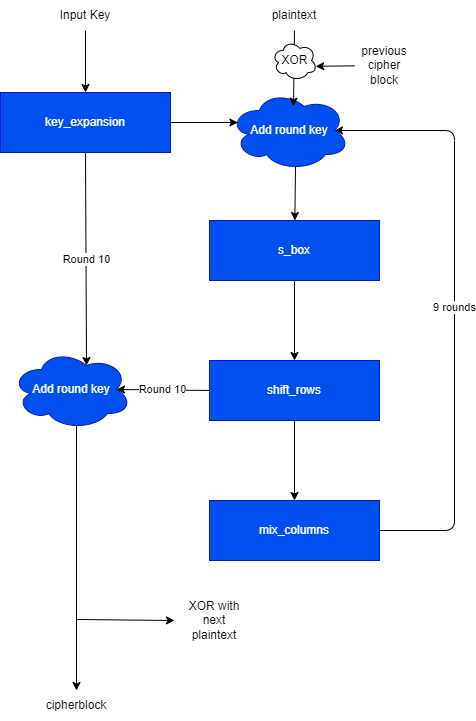 Input Key
plaintext
XOR
previous
cipher
block
key_expansion
Add round key
Round 10
s_box
9 rounds
Add round key
Round 10
shift_rows
mix_columns
XOR with
next
plaintext
cipherblock